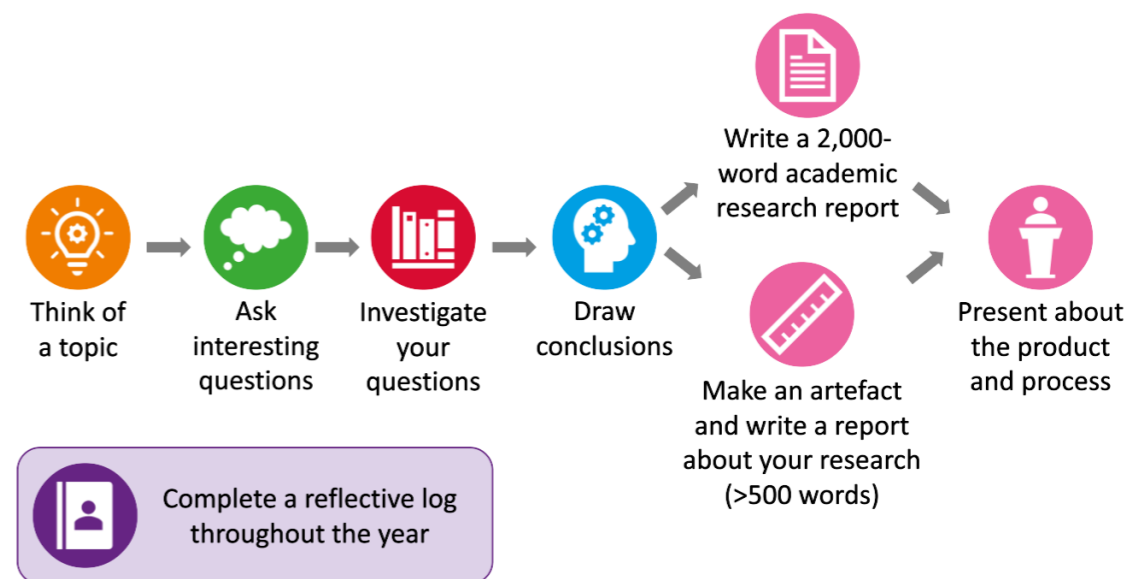 Think of
a topic
Ask
interesting
questions
Investigate
your
questions
Draw
conclusions
Write a 2,000-
word academic
research report
Make an artefact
and write a report
about your research
(>500 words)
Present about
the product
and process
Complete a reflective log
throughout the year